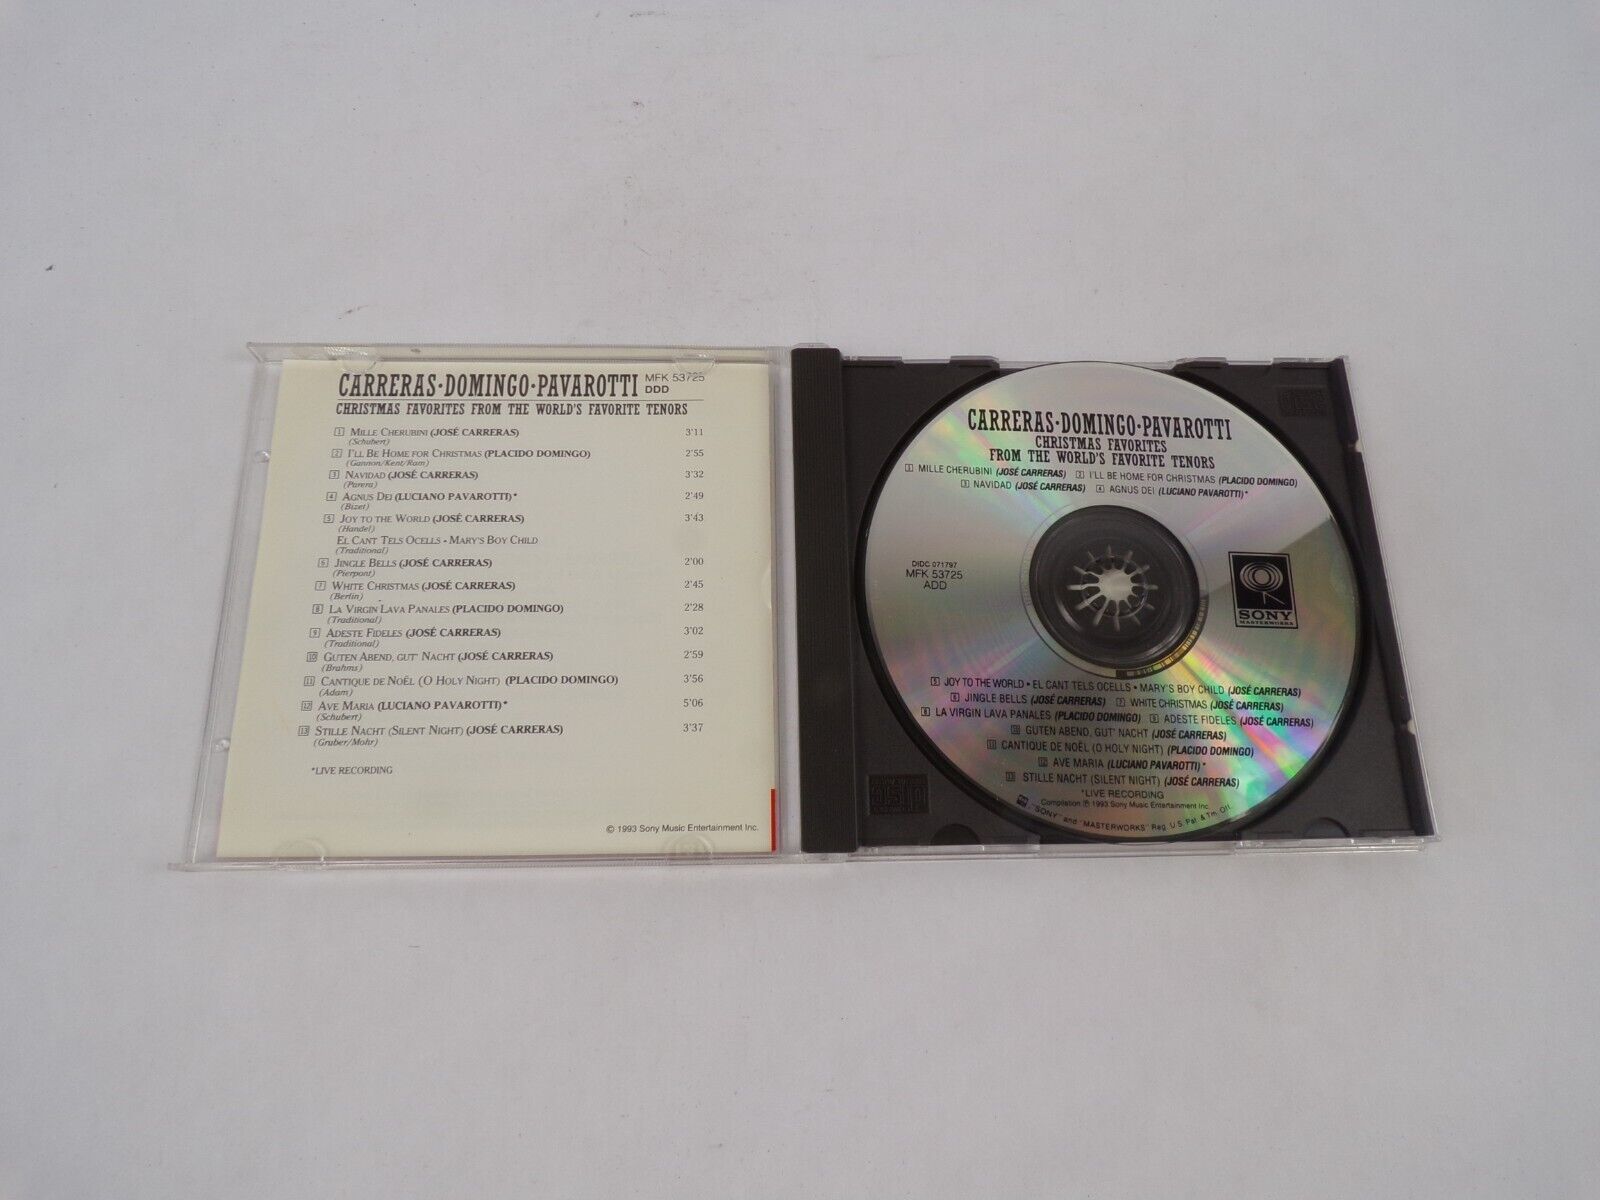 CARRERAS·DOMINGO·PAVAROTTI MFK 53725
DDD
CHRISTMAS FAVORITES FROM THE WORLD'S FAVORITE TENORS
1 MILLE CHERUBINI (JOSÉ CARRERAS) 3'11
(Schubert)
2 I'LL BE HOME FOR CHRISTMAS (PLACIDO DOMINGO) 2'55
(Gannon/Kent/Ram)
3 NAVIDAD (JOSÉ CARRERAS) 3'32
(Parera)
4 AGNUS DEI (LUCIANO PAVAROTTI)* 2'49
(Bizet)
5 JOY TO THE WORLD (JOSÉ CARRERAS) 3'43
(Handel)
EL CANT TELS OCELLS - MARY'S BOY CHILD
(Traditional)
6 JINGLE BELLS (JOSÉ CARRERAS) 2'00
(Pierpont)
7 WHITE CHRISTMAS (JOSÉ CARRERAS) 2'45
(Berlin)
8 LA VIRGIN LAVA PANALES (PLACIDO DOMINGO) 2'28
(Traditional)
9 ADESTE FIDELES (JOSÉ CARRERAS) 3'02
(Traditional)
10 GUTEN ABEND, GUT' NACHT (JOSÉ CARRERAS) 2'59
(Brahms)
11 CANTIQUE DE NOËL (O HOLY NIGHT) (PLACIDO DOMINGO) 3'56
(Adam)
12 AVE MARIA (LUCIANO PAVAROTTI)* 5'06
(Schubert)
13 STILLE NACHT (SILENT NIGHT) (JOSÉ CARRERAS) 3'37
(Gruber/Mohr)
*LIVE RECORDING
© 1993 Sony Music Entertainment Inc.
CARRERAS·DOMINGO·PAVAROTTI
CHRISTMAS FAVORITES
FROM THE WORLD'S FAVORITE TENORS
1 MILLE CHERUBINI (JOSÉ CARRERAS) 2 I'LL BE HOME FOR CHRISTMAS (PLACIDO DOMINGO)
3 NAVIDAD (JOSÉ CARRERAS) 4 AGNUS DEI (LUCIANO PAVAROTTI)*
DIDC 071797
MFK 53725
ADD
SONY
MASTERWORKS
5 JOY TO THE WORLD • EL CANT TELS OCELLS • MARY'S BOY CHILD (JOSÉ CARRERAS)
6 JINGLE BELLS (JOSÉ CARRERAS) 7 WHITE CHRISTMAS (JOSÉ CARRERAS)
8 LA VIRGIN LAVA PANALES (PLACIDO DOMINGO) 9 ADESTE FIDELES (JOSÉ CARRERAS)
10 GUTEN ABEND, GUT' NACHT (JOSÉ CARRERAS)
11 CANTIQUE DE NOËL (O HOLY NIGHT) (PLACIDO DOMINGO)
12 AVE MARIA (LUCIANO PAVAROTTI)*
13 STILLE NACHT (SILENT NIGHT) (JOSÉ CARRERAS)
*LIVE RECORDING
Compilation ℗ 1993 Sony Music Entertainment Inc.
"SONY" and "MASTERWORKS" Reg. U.S. Pat. & Tm. Off.